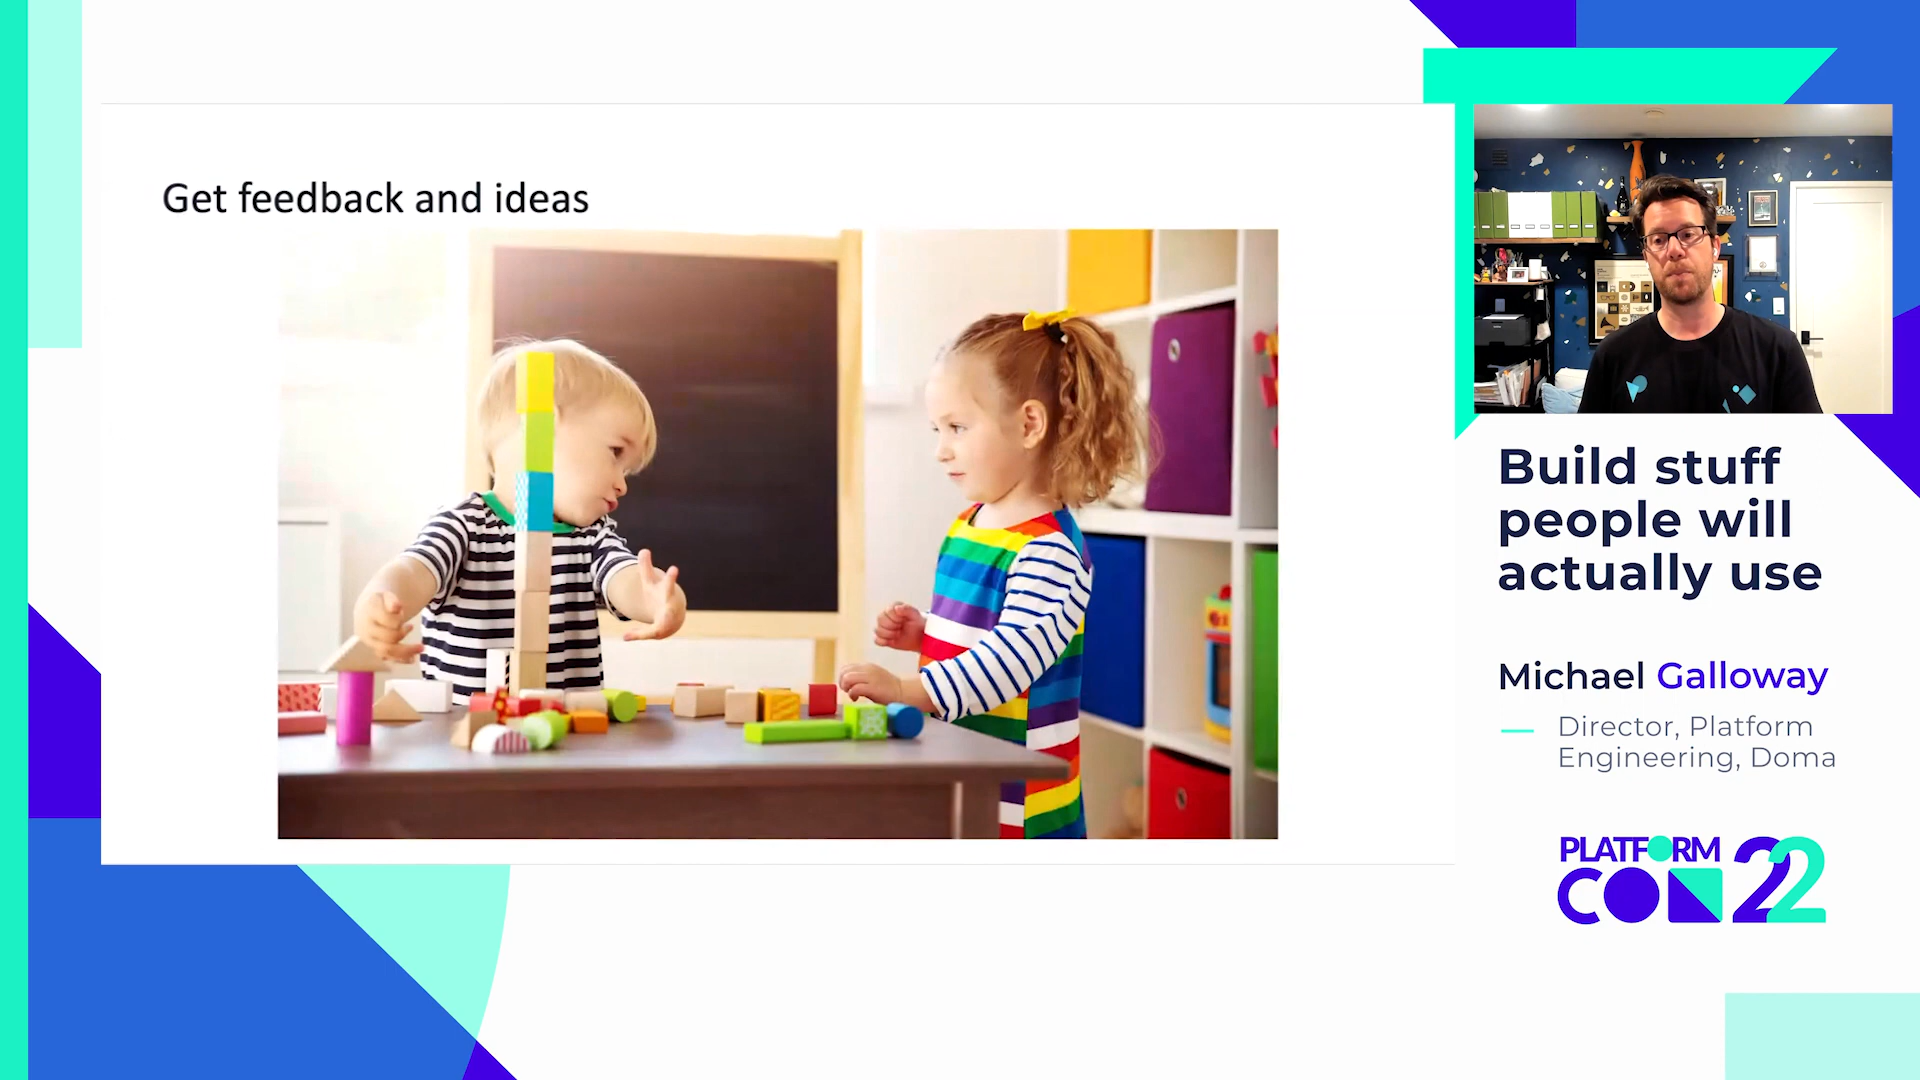 Get feedback and ideas
Build stuff
people will
actually use
Michael Galloway
Director, Platform
Engineering, Doma
PLATFORM
CON 22